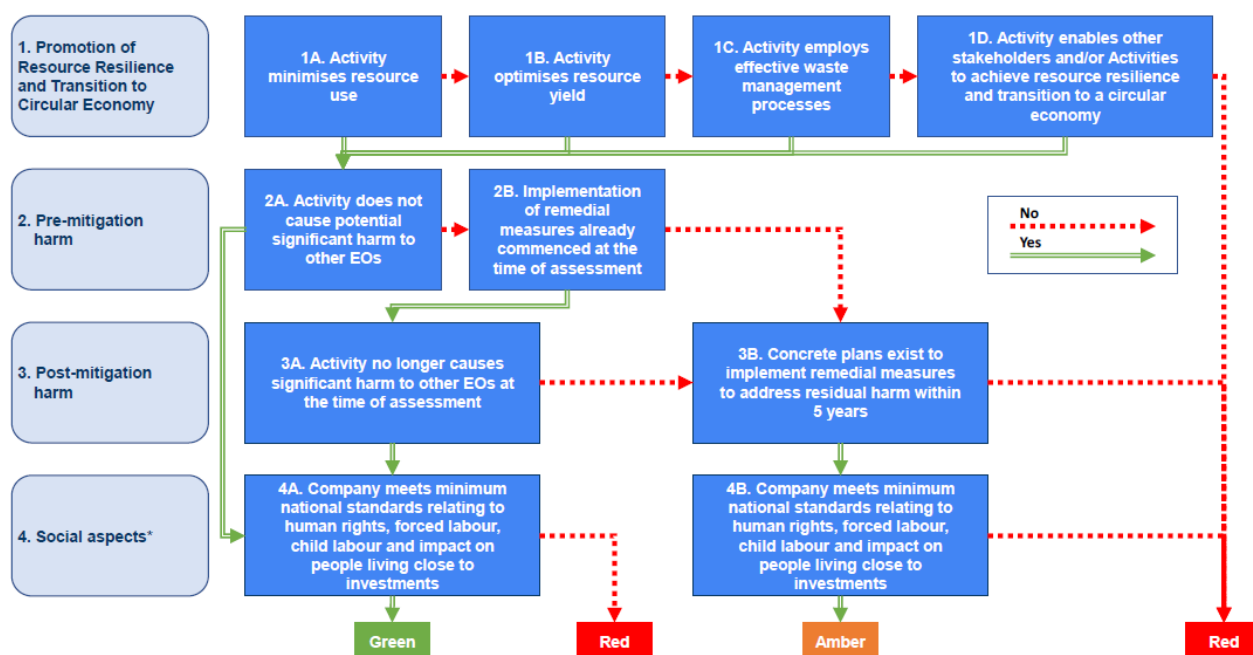 1. Promotion of
Resource Resilience
and Transition to
Circular Economy
1A. Activity
minimises resource
use
1B. Activity
optimises resource
yield
1C. Activity employs
effective waste
management
processes
1D. Activity enables other
stakeholders and/or Activities
to achieve resource resilience
and transition to a circular
economy
2. Pre-mitigation
harm
2A. Activity does not
cause potential
significant harm to
other EOs
2B. Implementation
of remedial
measures already
commenced at the
time of assessment
No
Yes
3. Post-mitigation
harm
3A. Activity no longer causes
significant harm to other EOs at
the time of assessment
3B. Concrete plans exist to
implement remedial measures
to address residual harm within
5 years
4. Social aspects*
4A. Company meets minimum
national standards relating to
human rights, forced labour,
child labour and impact on
people living close to
investments
4B. Company meets minimum
national standards relating to
human rights, forced labour,
child labour and impact on
people living close to
investments
Green
Red
Amber
Red